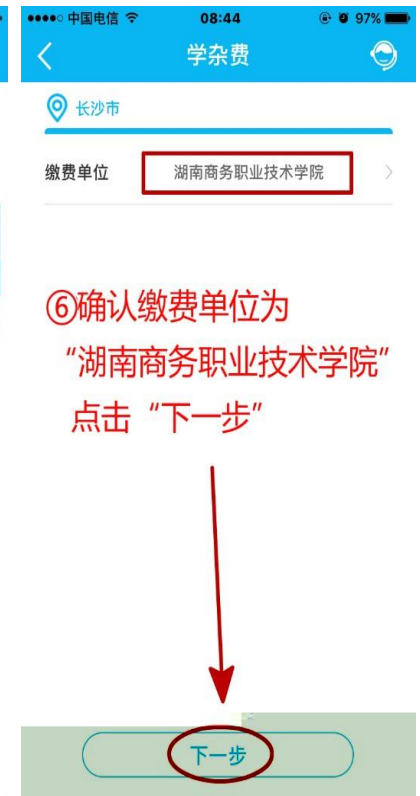 中国电信 08:44 97%
学杂费
长沙市
缴费单位 湖南商务职业技术学院
⑥确认缴费单位为
“湖南商务职业技术学院”
点击“下一步”
下一步